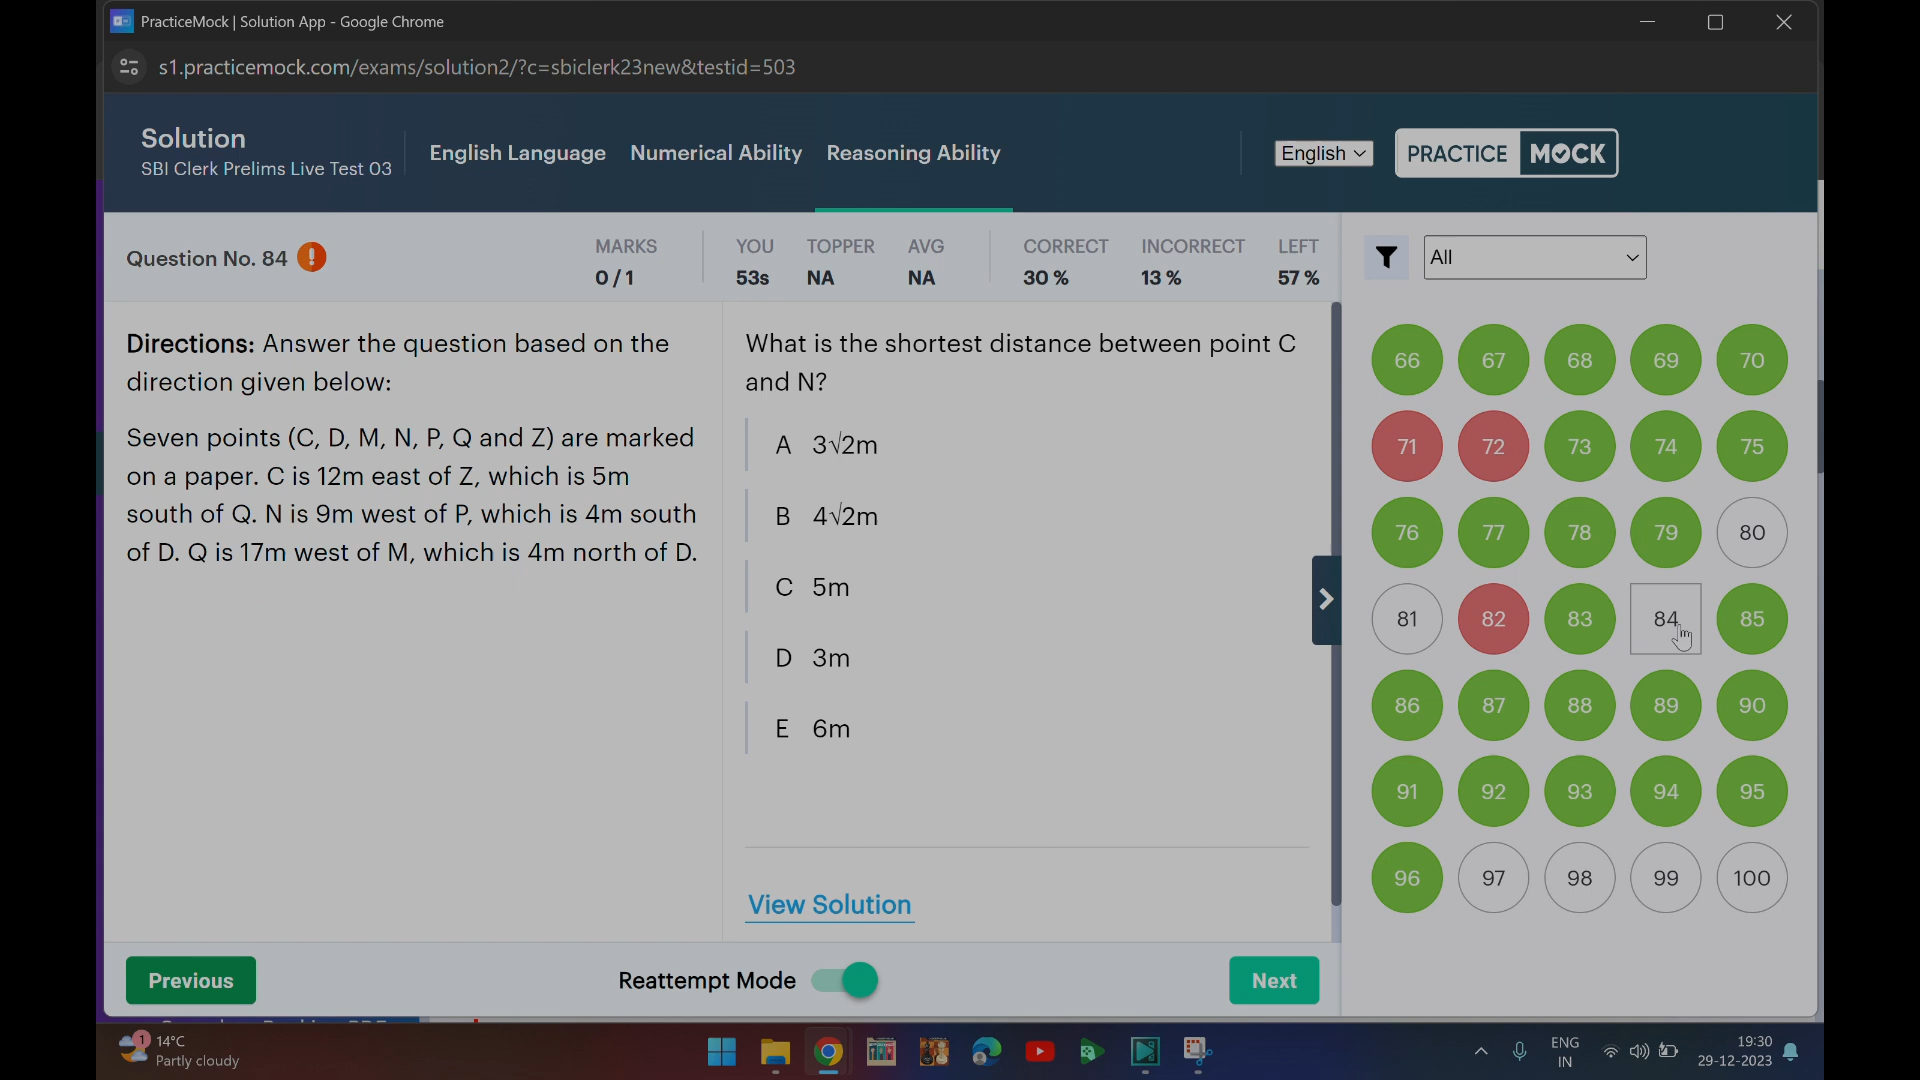 PracticeMock | Solution App - Google Chrome
s1.practicemock.com/exams/solution2/?c=sbiclerk23new&testid=503
Solution
SBI Clerk Prelims Live Test 03
English Language Numerical Ability Reasoning Ability
English
PRACTICE MOCK
Question No. 84
MARKS YOU TOPPER AVG CORRECT INCORRECT LEFT
0 / 1 53s NA NA 30 % 13 % 57 %
All
Directions: Answer the question based on the
direction given below:
Seven points (C, D, M, N, P, Q and Z) are marked
on a paper. C is 12m east of Z, which is 5m
south of Q. N is 9m west of P, which is 4m south
of D. Q is 17m west of M, which is 4m north of D.
What is the shortest distance between point C
and N?
A 3√2m
B 4√2m
C 5m
D 3m
E 6m
View Solution
66 67 68 69 70
71 72 73 74 75
76 77 78 79 80
81 82 83 84 85
86 87 88 89 90
91 92 93 94 95
96 97 98 99 100
Previous
Reattempt Mode
Next
1
14°C
Partly cloudy
ENG
IN
19:30
29-12-2023